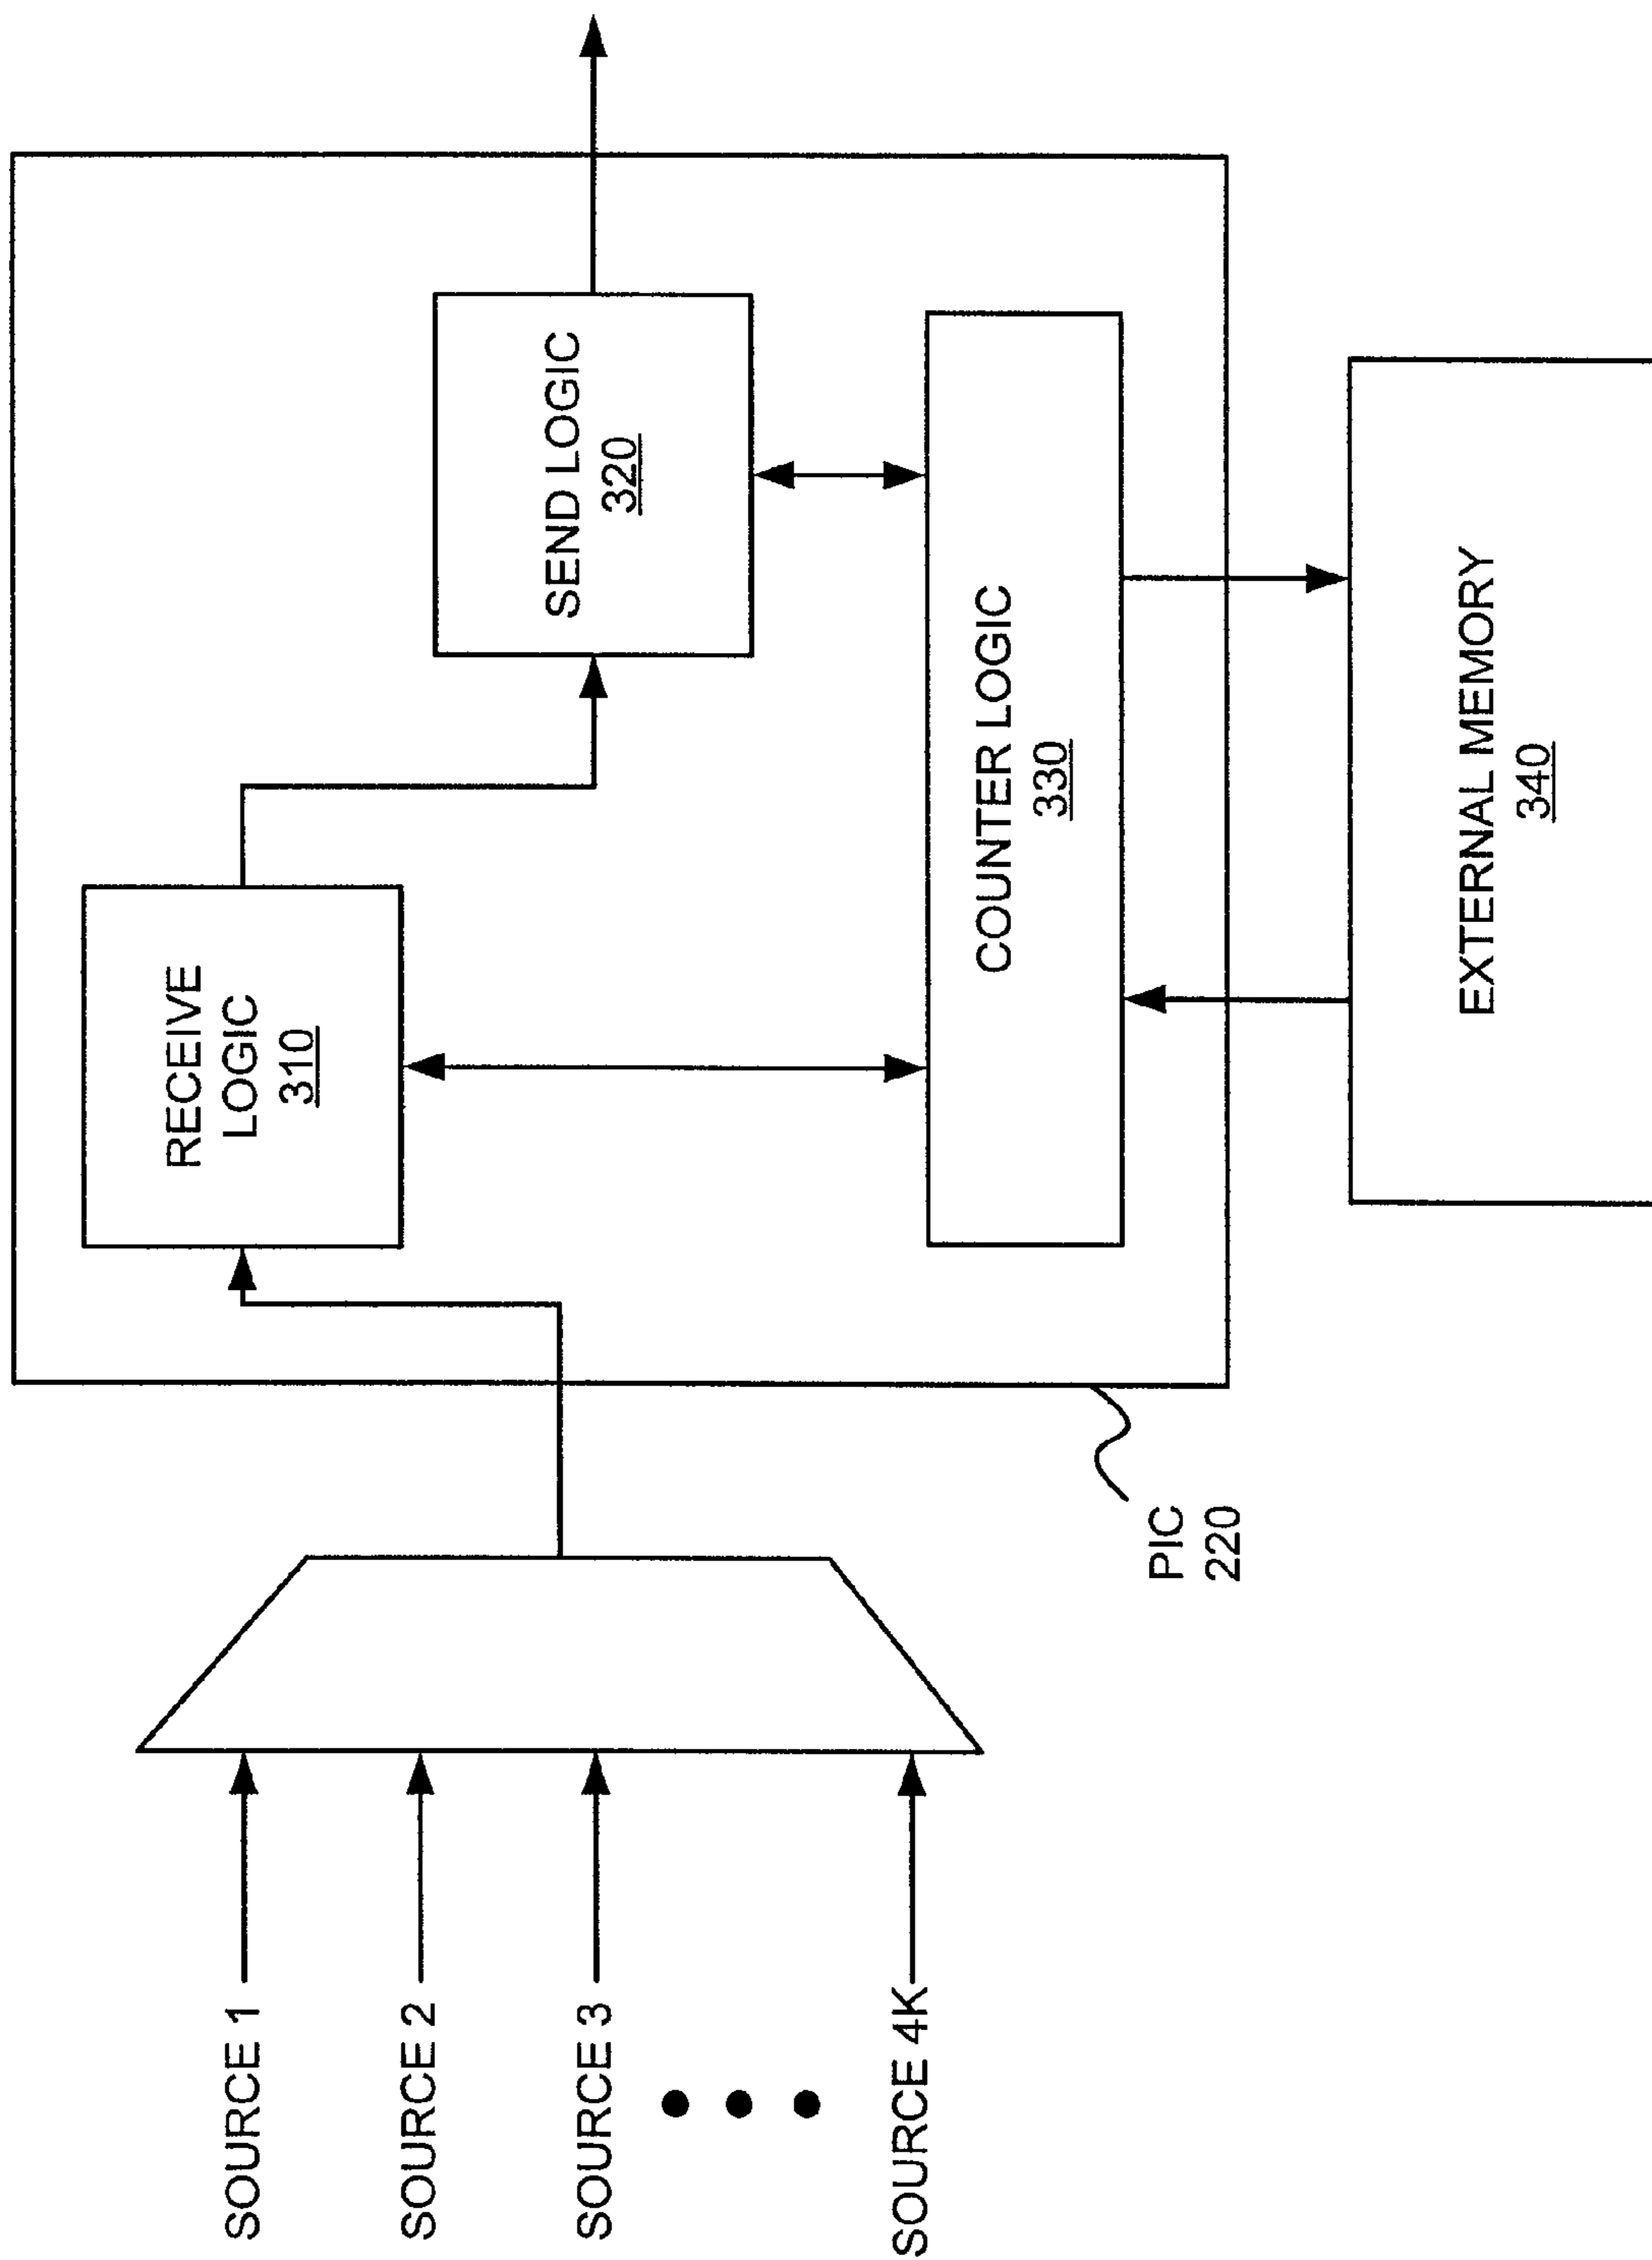 SOURCE 1
SOURCE 2
SOURCE 3
SOURCE 4K
RECEIVE
LOGIC
310
SEND LOGIC
320
COUNTER LOGIC
330
PIC
220
EXTERNAL MEMORY
340